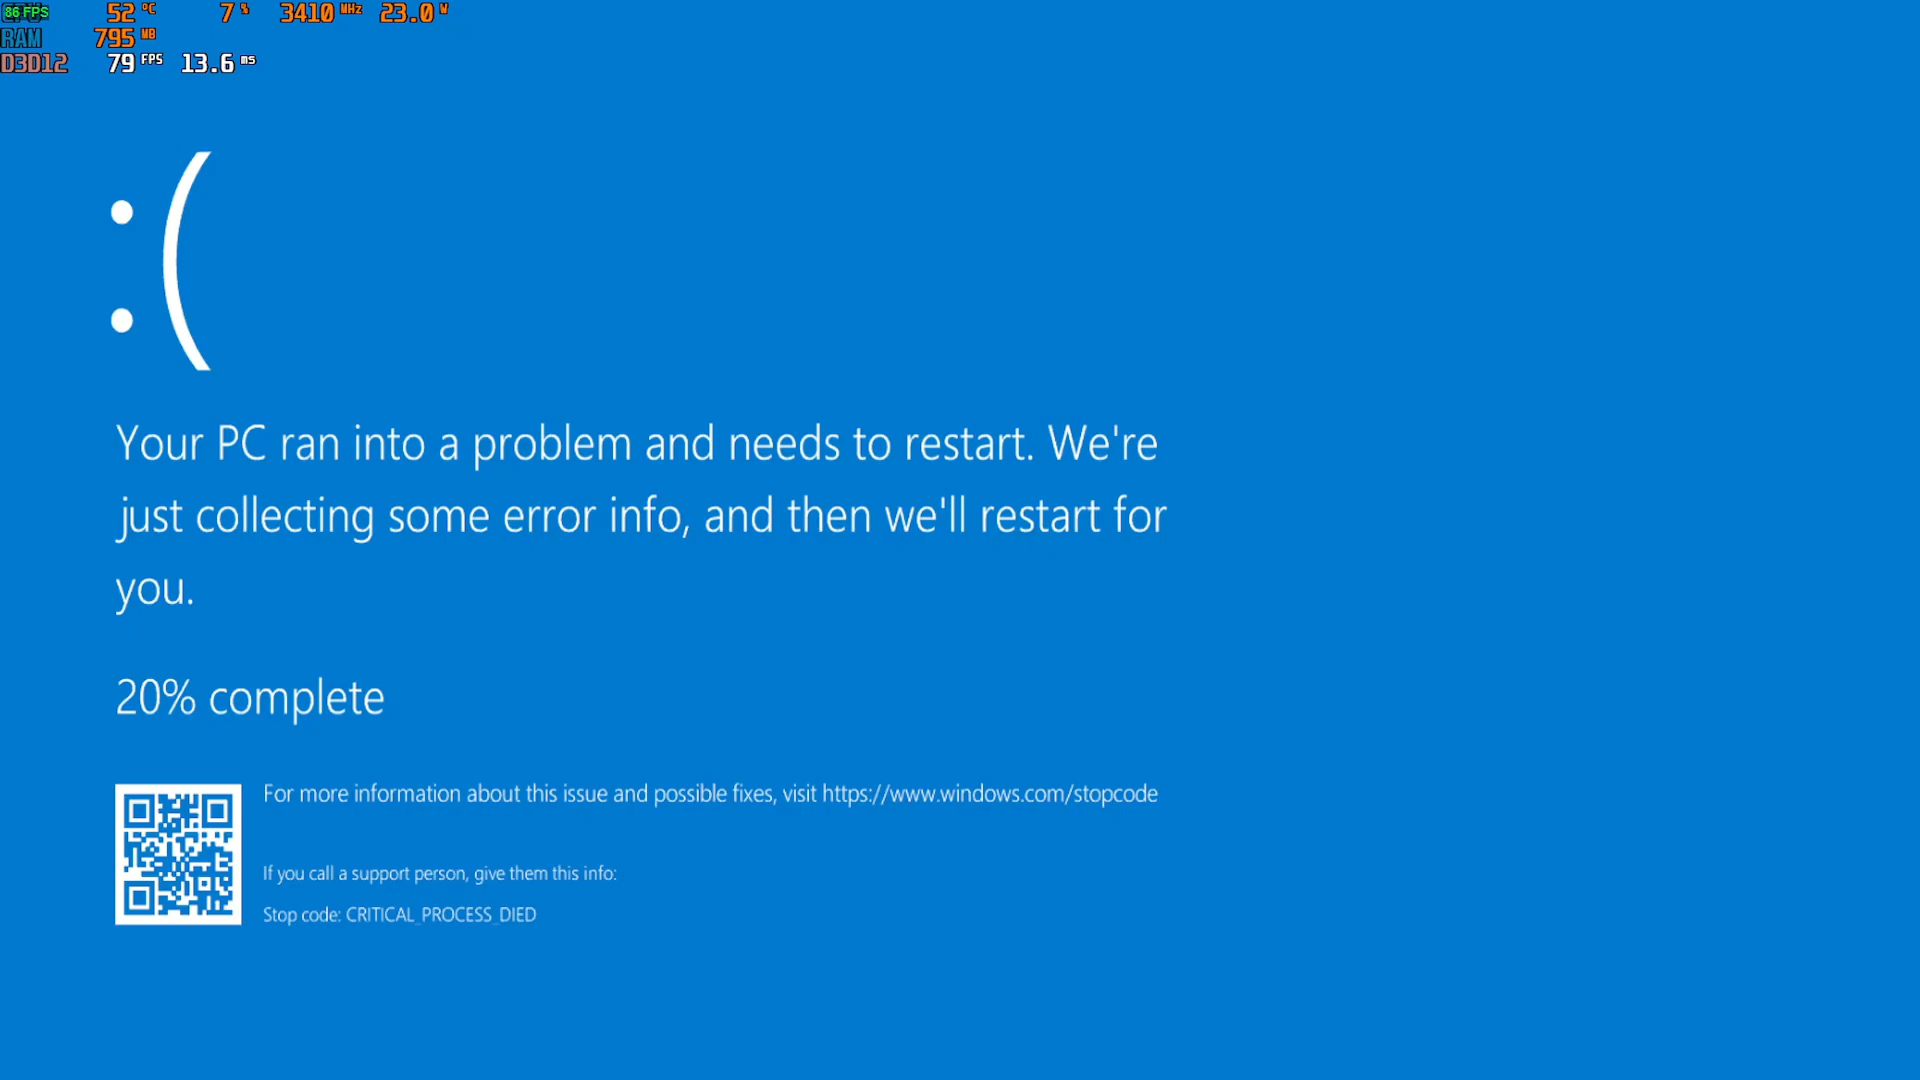 86 FPS 52 °C 7 % 3410 MHz 23.0 W
RAM 795 MB
D3D12 79 FPS 13.6 ms
:(
Your PC ran into a problem and needs to restart. We're
just collecting some error info, and then we'll restart for
you.
20% complete
For more information about this issue and possible fixes, visit https://www.windows.com/stopcode
If you call a support person, give them this info:
Stop code: CRITICAL_PROCESS_DIED